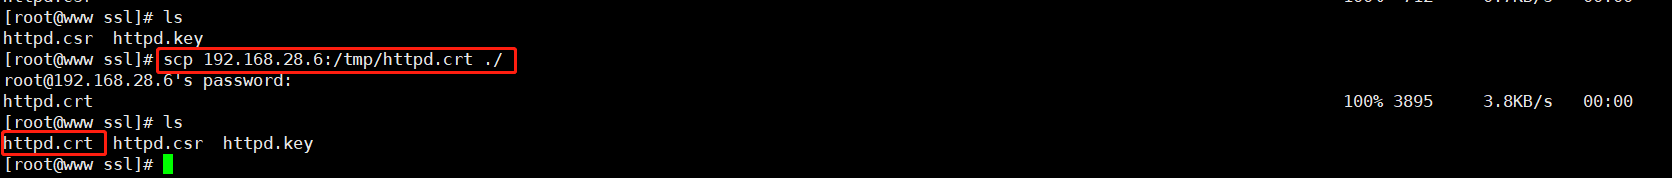 [root@www ssl]# ls
httpd.csr  httpd.key
[root@www ssl]# scp 192.168.28.6:/tmp/httpd.crt ./
root@192.168.28.6's password:
httpd.crt 100% 3895 3.8KB/s 00:00
[root@www ssl]# ls
httpd.crt  httpd.csr  httpd.key
[root@www ssl]#